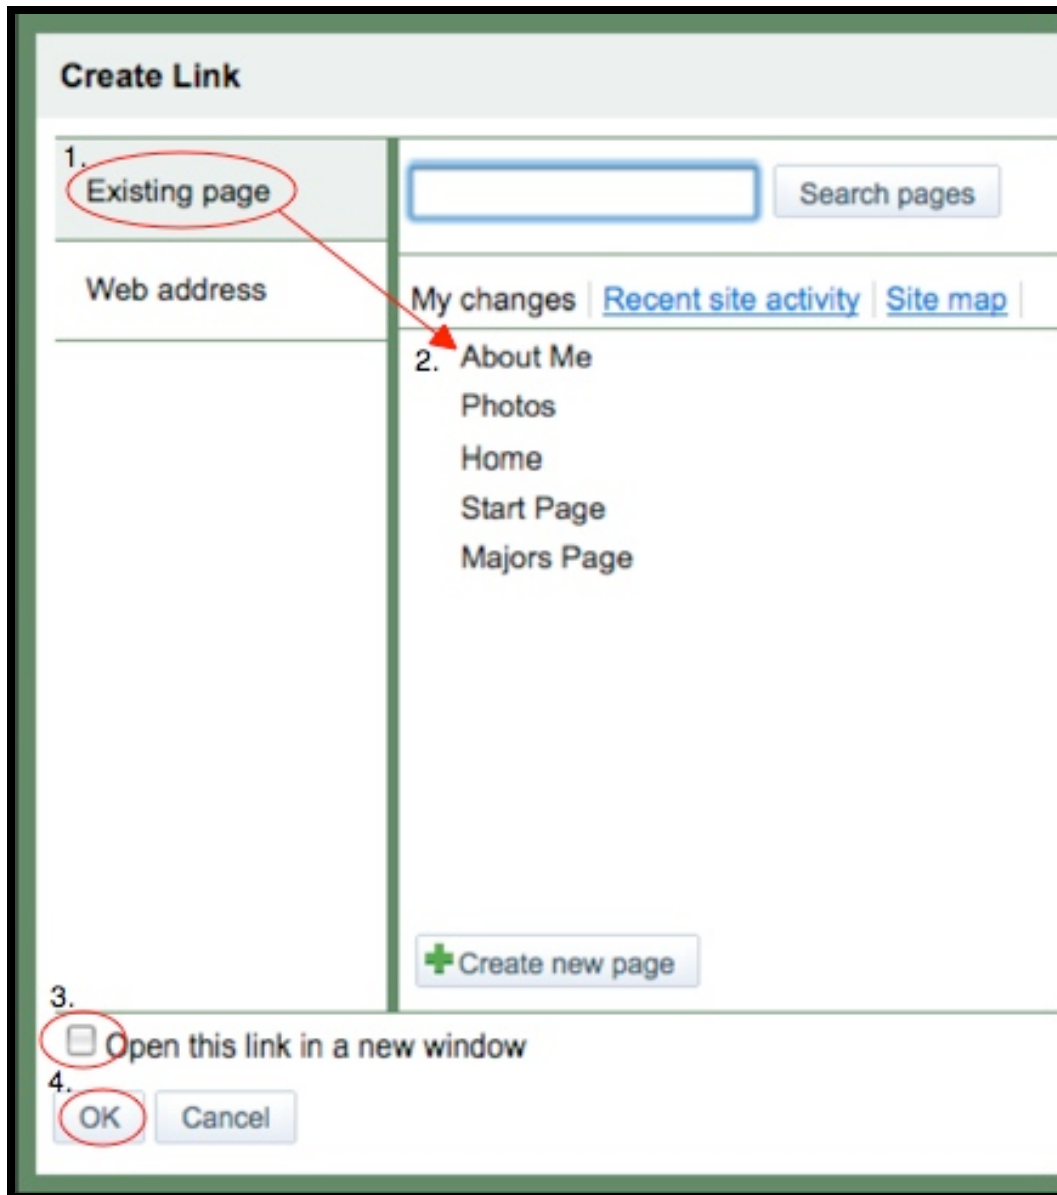 Create Link
1.
Existing page
Search pages
Web address
My changes Recent site activity Site map
2. About Me
Photos
Home
Start Page
Majors Page
Create new page
3.
Open this link in a new window
4.
OK Cancel